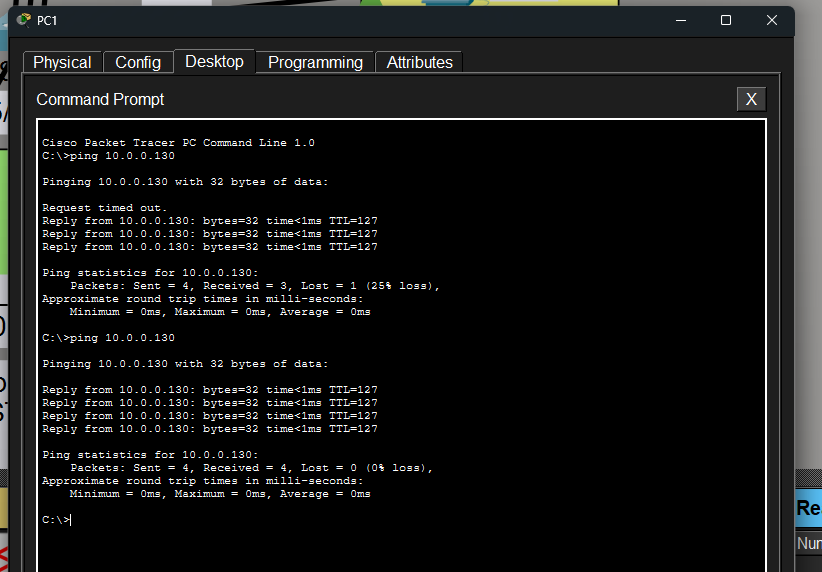 PC1
Physical Config Desktop Programming Attributes
Command Prompt
X
Cisco Packet Tracer PC Command Line 1.0
C:\>ping 10.0.0.130
Pinging 10.0.0.130 with 32 bytes of data:
Request timed out.
Reply from 10.0.0.130: bytes=32 time<1ms TTL=127
Reply from 10.0.0.130: bytes=32 time<1ms TTL=127
Reply from 10.0.0.130: bytes=32 time<1ms TTL=127
Ping statistics for 10.0.0.130:
Packets: Sent = 4, Received = 3, Lost = 1 (25% loss),
Approximate round trip times in milli-seconds:
Minimum = 0ms, Maximum = 0ms, Average = 0ms
C:\>ping 10.0.0.130
Pinging 10.0.0.130 with 32 bytes of data:
Reply from 10.0.0.130: bytes=32 time<1ms TTL=127
Reply from 10.0.0.130: bytes=32 time<1ms TTL=127
Reply from 10.0.0.130: bytes=32 time<1ms TTL=127
Reply from 10.0.0.130: bytes=32 time<1ms TTL=127
Ping statistics for 10.0.0.130:
Packets: Sent = 4, Received = 4, Lost = 0 (0% loss),
Approximate round trip times in milli-seconds:
Minimum = 0ms, Maximum = 0ms, Average = 0ms
C:\>